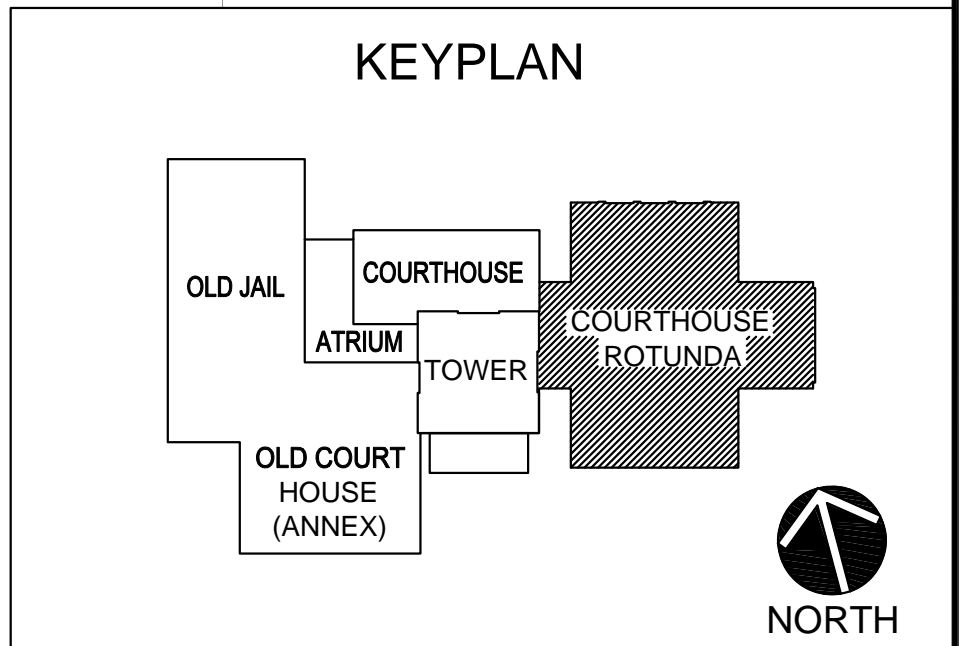 KEYPLAN
OLD JAIL
COURTHOUSE
ATRIUM
TOWER
COURTHOUSE
ROTUNDA
OLD COURT
HOUSE
(ANNEX)
NORTH